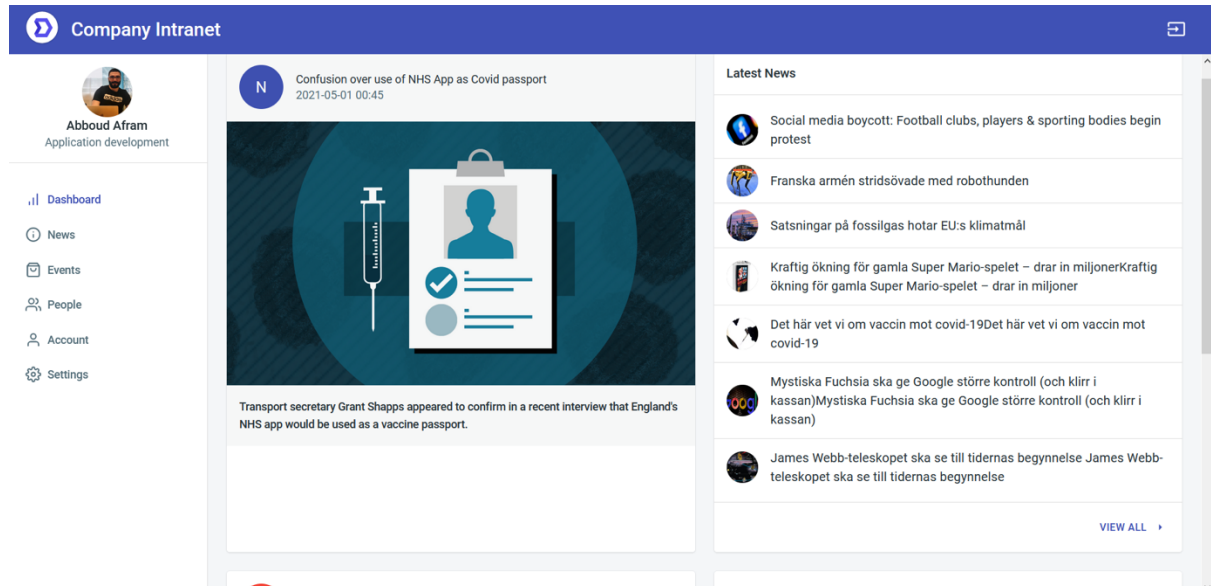 Company Intranet
Abboud Afram
Application development
Dashboard
News
Events
People
Account
Settings
N
Confusion over use of NHS App as Covid passport
2021-05-01 00:45
Transport secretary Grant Shapps appeared to confirm in a recent interview that England's
NHS app would be used as a vaccine passport.
Latest News
Social media boycott: Football clubs, players & sporting bodies begin
protest
Franska armén stridsövade med robothunden
Satsningar på fossilgas hotar EU:s klimatmål
Kraftig ökning för gamla Super Mario-spelet – drar in miljonerKraftig
ökning för gamla Super Mario-spelet – drar in miljoner
Det här vet vi om vaccin mot covid-19Det här vet vi om vaccin mot
covid-19
Mystiska Fuchsia ska ge Google större kontroll (och klirr i
kassan)Mystiska Fuchsia ska ge Google större kontroll (och klirr i
kassan)
James Webb-teleskopet ska se till tidernas begynnelse James Webb-
teleskopet ska se till tidernas begynnelse
VIEW ALL